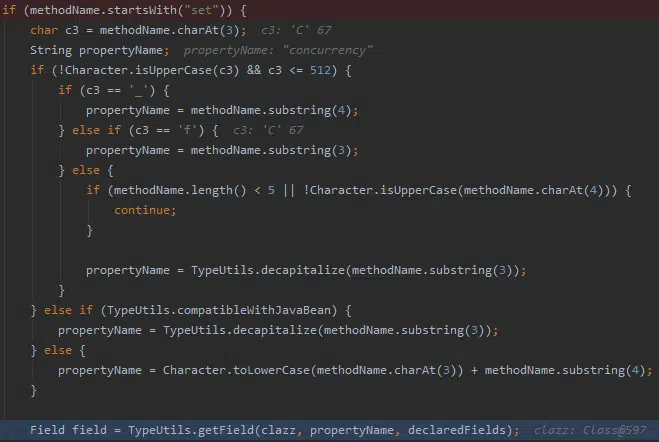 if (methodName.startsWith("set")) {
char c3 = methodName.charAt(3);  c3: 'C' 67
String propertyName;  propertyName: "concurrency"
if (!Character.isUpperCase(c3) && c3 <= 512) {
if (c3 == '_') {
propertyName = methodName.substring(4);
} else if (c3 == 'f') {  c3: 'C' 67
propertyName = methodName.substring(3);
} else {
if (methodName.length() < 5 || !Character.isUpperCase(methodName.charAt(4))) {
continue;
}
propertyName = TypeUtils.decapitalize(methodName.substring(3));
}
} else if (TypeUtils.compatibleWithJavaBean) {
propertyName = TypeUtils.decapitalize(methodName.substring(3));
} else {
propertyName = Character.toLowerCase(methodName.charAt(3)) + methodName.substring(4);
}
Field field = TypeUtils.getField(clazz, propertyName, declaredFields);  clazz: Class@597